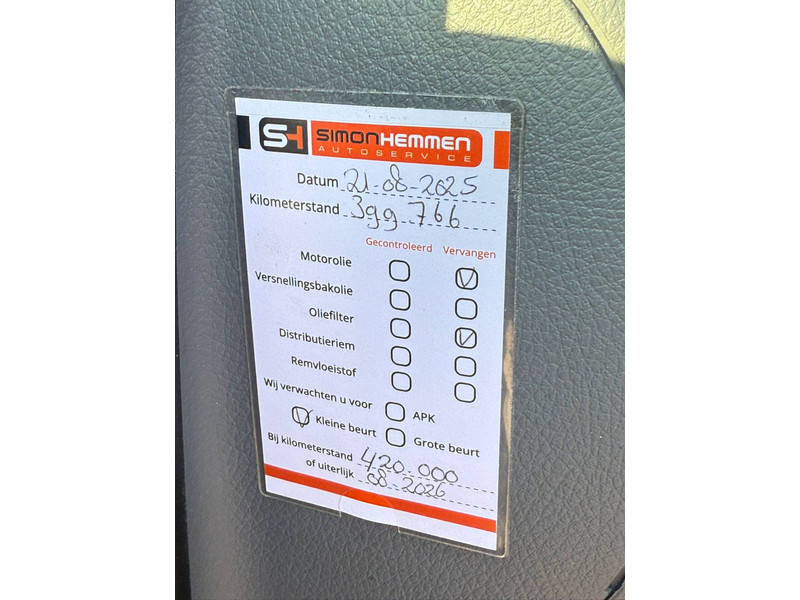 SH SIMONHEMMEN
AUTOSERVICE
Datum 21-08-2025
Kilometerstand 399 766
Gecontroleerd Vervangen
Motorolie
Versnellingsbakolie
Oliefilter
Distributieriem
Remvloeistof
Wij verwachten u voor APK
Kleine beurt Grote beurt
Bij kilometerstand 420.000
of uiterlijk 08-2026